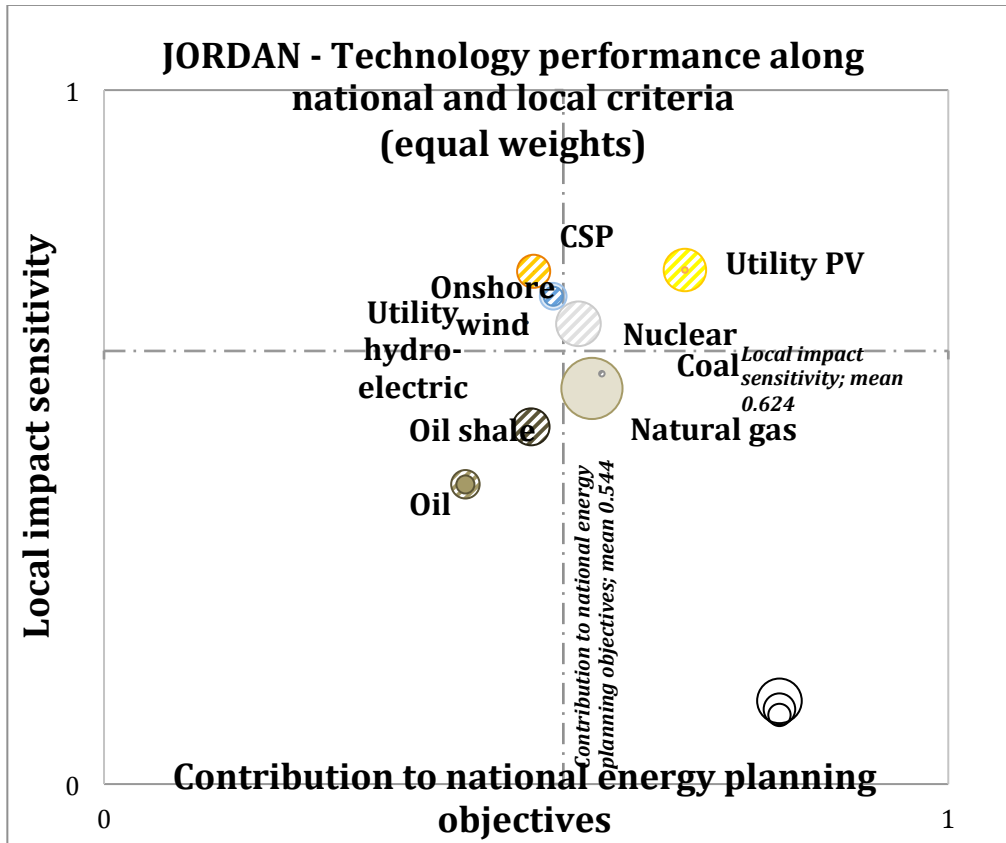 JORDAN - Technology performance along
national and local criteria
(equal weights)
1
Local impact sensitivity
CSP
Utility PV
Onshore
wind
Utility
hydro-
electric
Nuclear
Coal
Local impact
sensitivity; mean
0.624
Oil shale
Natural gas
Oil
Contribution to national energy
planning objectives; mean 0.544
0
Contribution to national energy planning
objectives
0
1